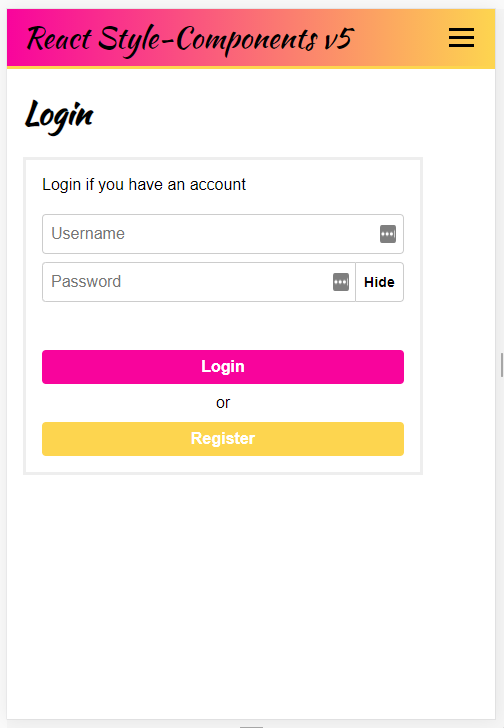 React Style-Components v5
Login
Login if you have an account
Username
Password
Hide
Login
or
Register